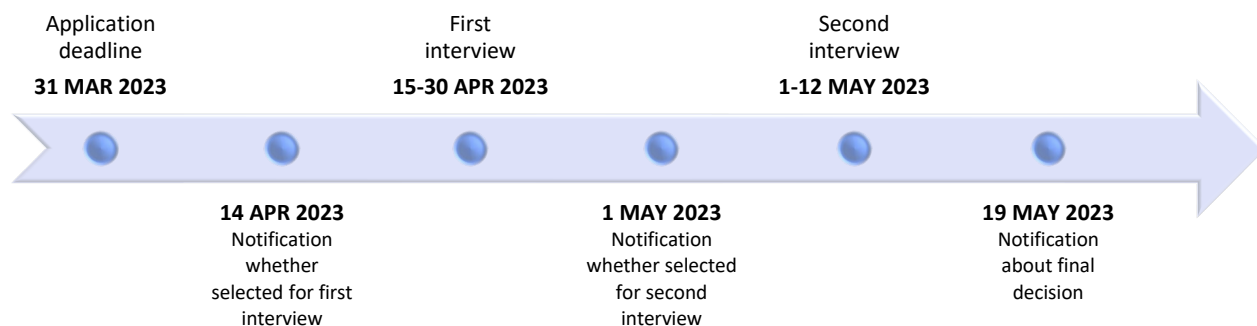 Application
deadline
31 MAR 2023
First
interview
15-30 APR 2023
Second
interview
1-12 MAY 2023
14 APR 2023
Notification
whether
selected for first
interview
1 MAY 2023
Notification
whether selected
for second
interview
19 MAY 2023
Notification
about final
decision